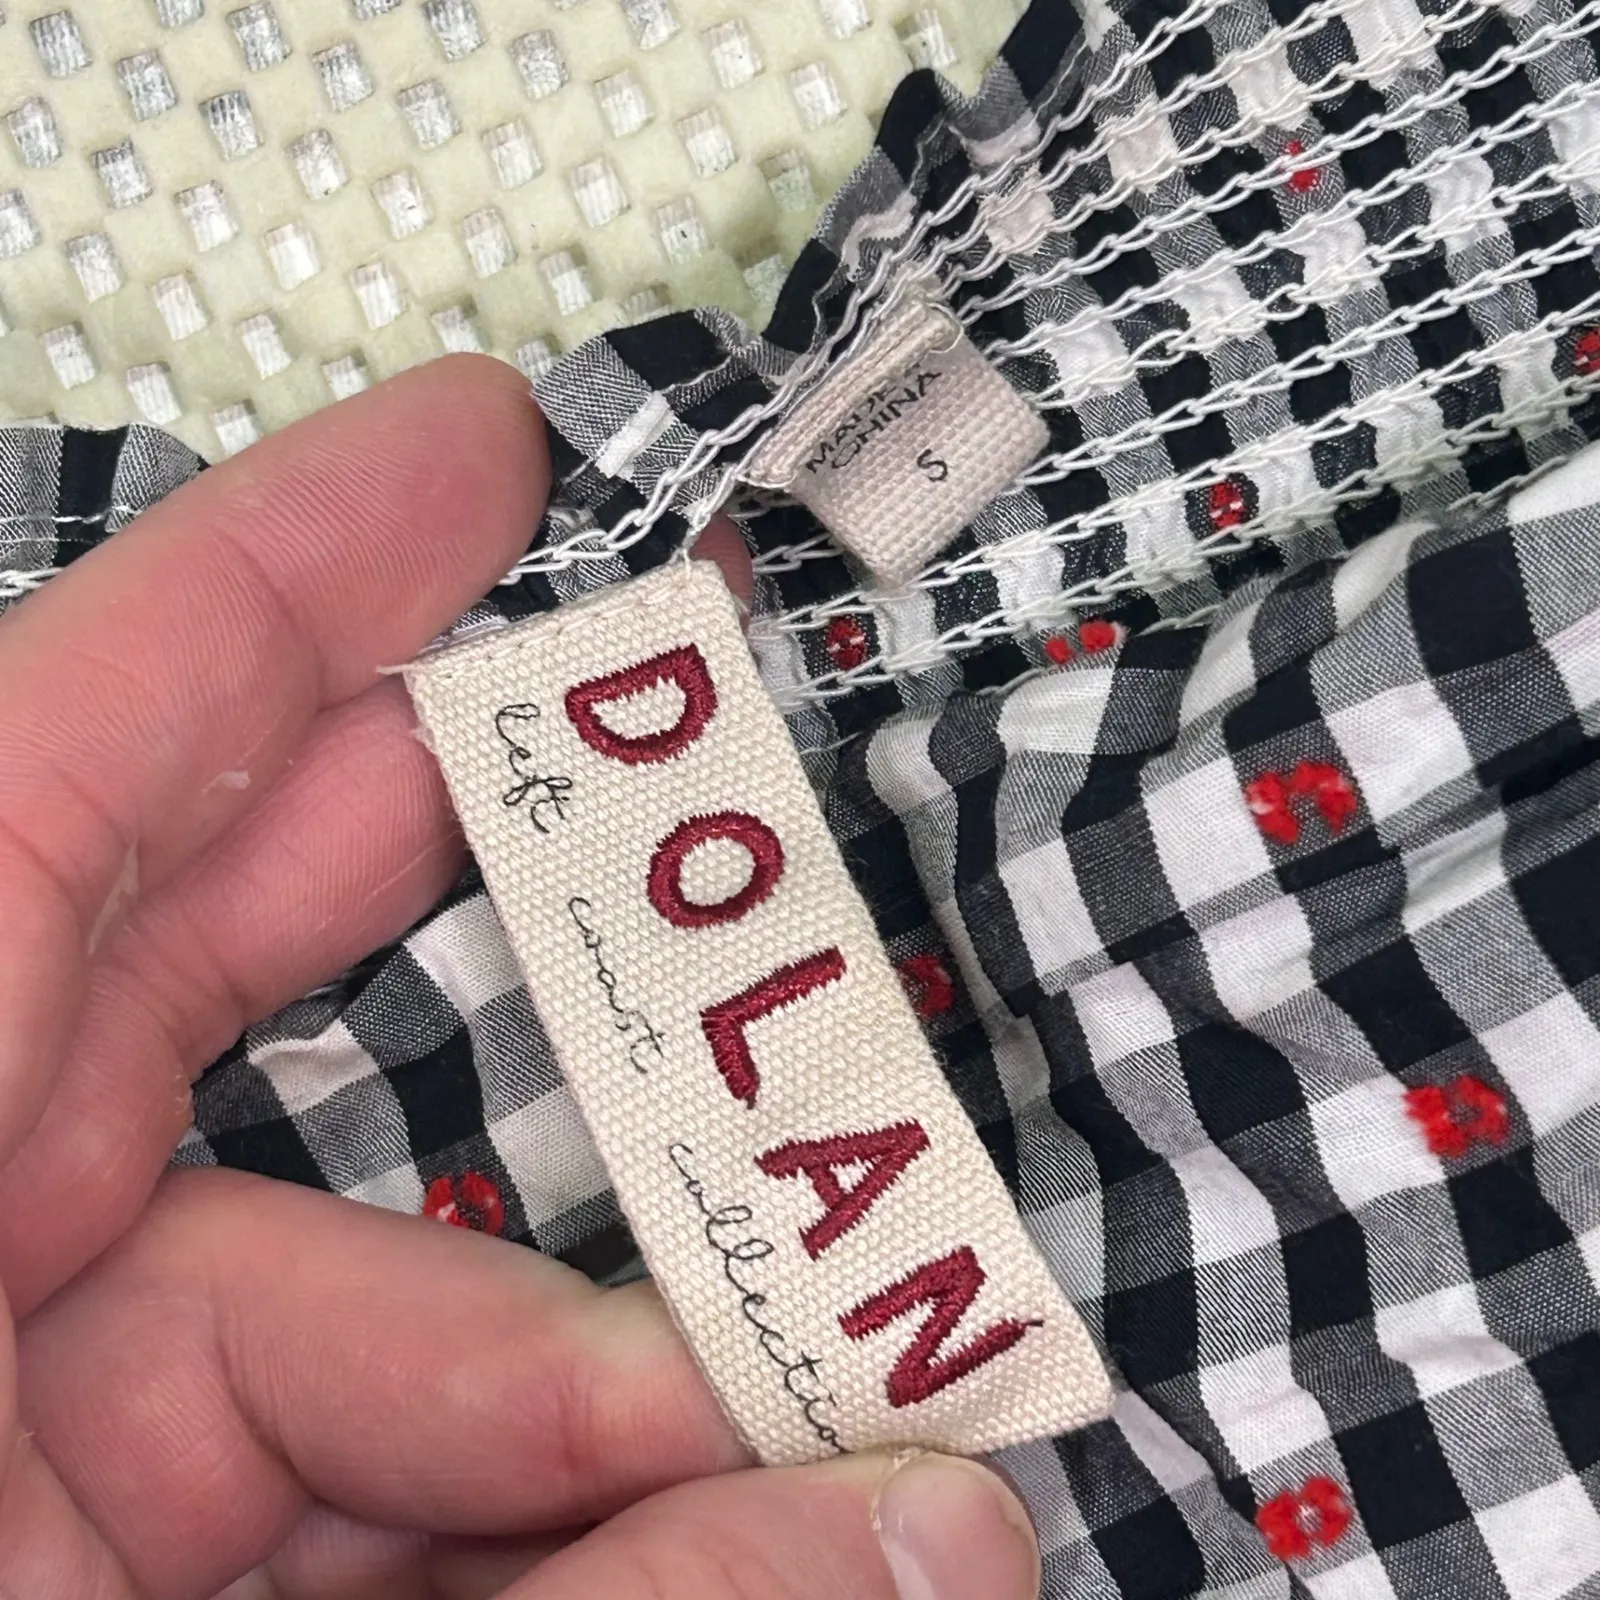 MADE IN
CHINA
S
DOLAN
left coast collection